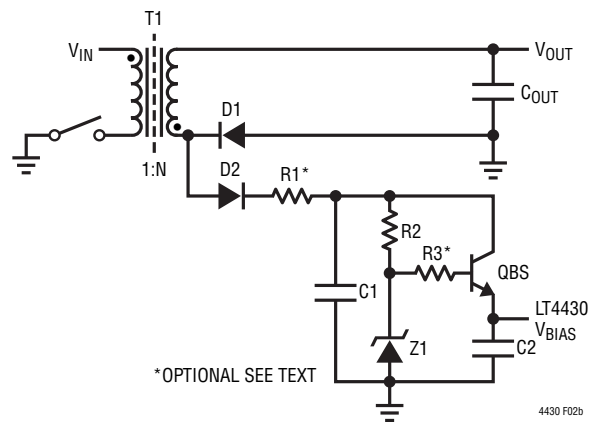 T1
V_IN
V_OUT
C_OUT
D1
1:N
D2
R1*
R2
R3*
QBS
C1
LT4430
V_BIAS
Z1
C2
*OPTIONAL SEE TEXT
4430 F02b